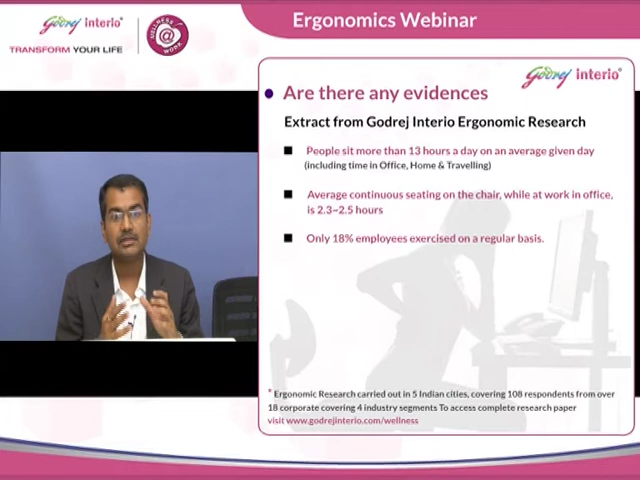 Godrej interio
TRANSFORM YOUR LIFE
WELLNESS @ WORK
Ergonomics Webinar
Godrej interio
Are there any evidences
Extract from Godrej Interio Ergonomic Research
People sit more than 13 hours a day on an average given day
(including time in Office, Home & Travelling)
Average continuous seating on the chair, while at work in office,
is 2.3~2.5 hours
Only 18% employees exercised on a regular basis.
* Ergonomic Research carried out in 5 Indian cities, covering 108 respondents from over
18 corporate covering 4 industry segments To access complete research paper
visit www.godrejinterio.com/wellness